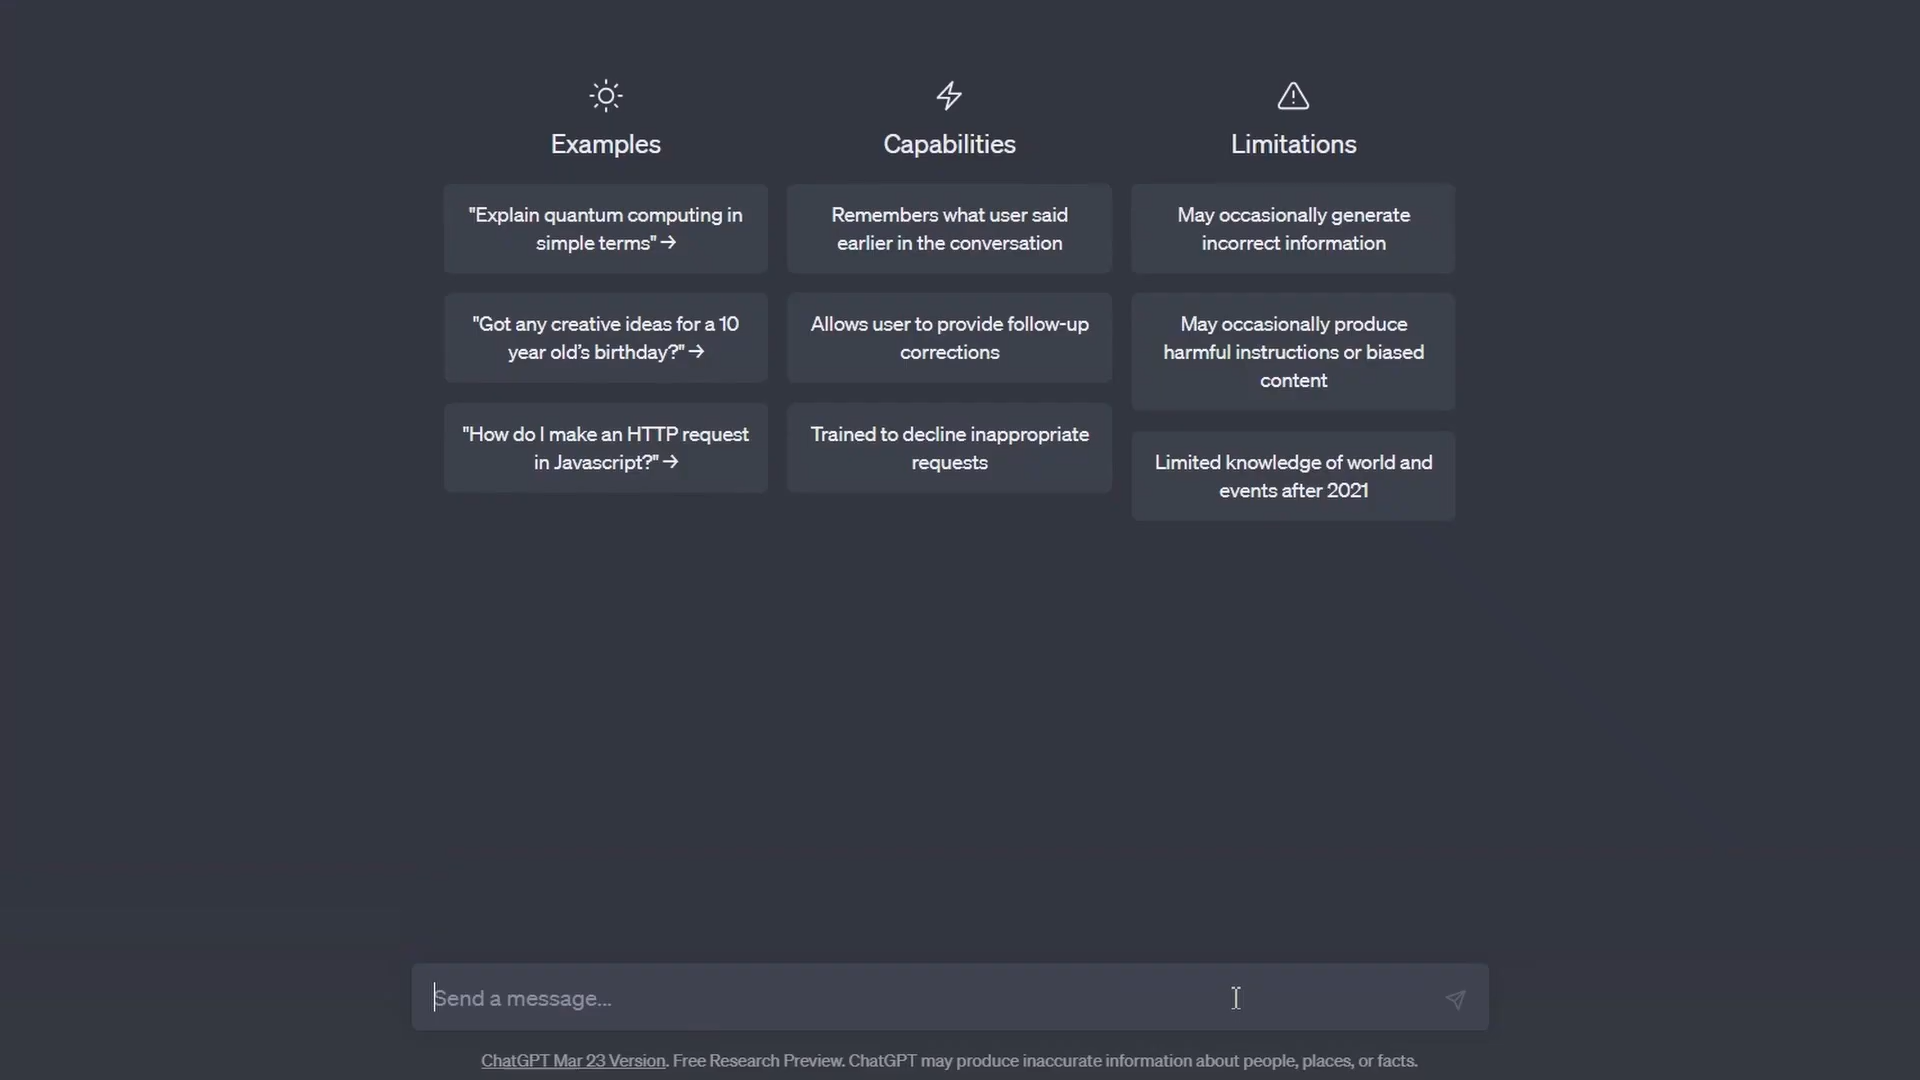 Examples
"Explain quantum computing in
simple terms" →
"Got any creative ideas for a 10
year old’s birthday?" →
"How do I make an HTTP request
in Javascript?" →
Capabilities
Remembers what user said
earlier in the conversation
Allows user to provide follow-up
corrections
Trained to decline inappropriate
requests
Limitations
May occasionally generate
incorrect information
May occasionally produce
harmful instructions or biased
content
Limited knowledge of world and
events after 2021
Send a message...
ChatGPT Mar 23 Version. Free Research Preview. ChatGPT may produce inaccurate information about people, places, or facts.